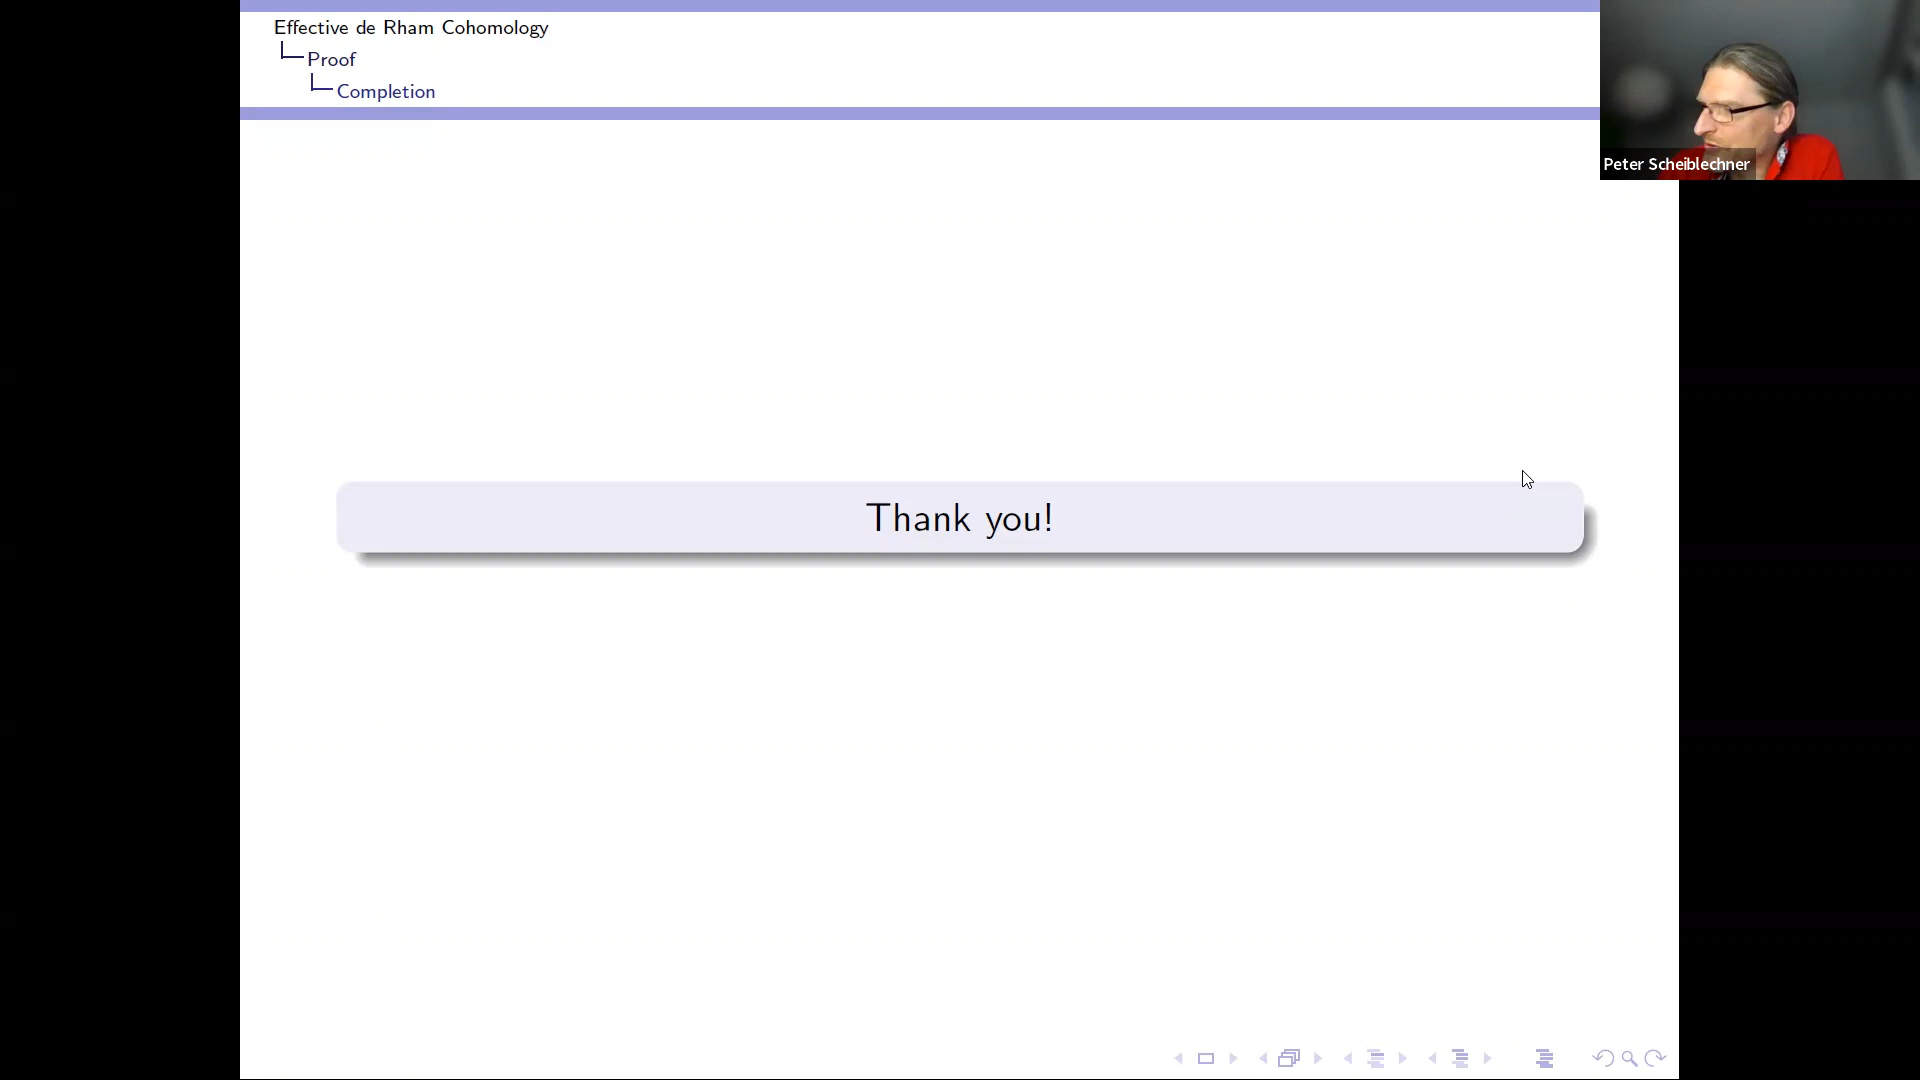 Effective de Rham Cohomology
Proof
Completion
Peter Scheiblechner
Thank you!